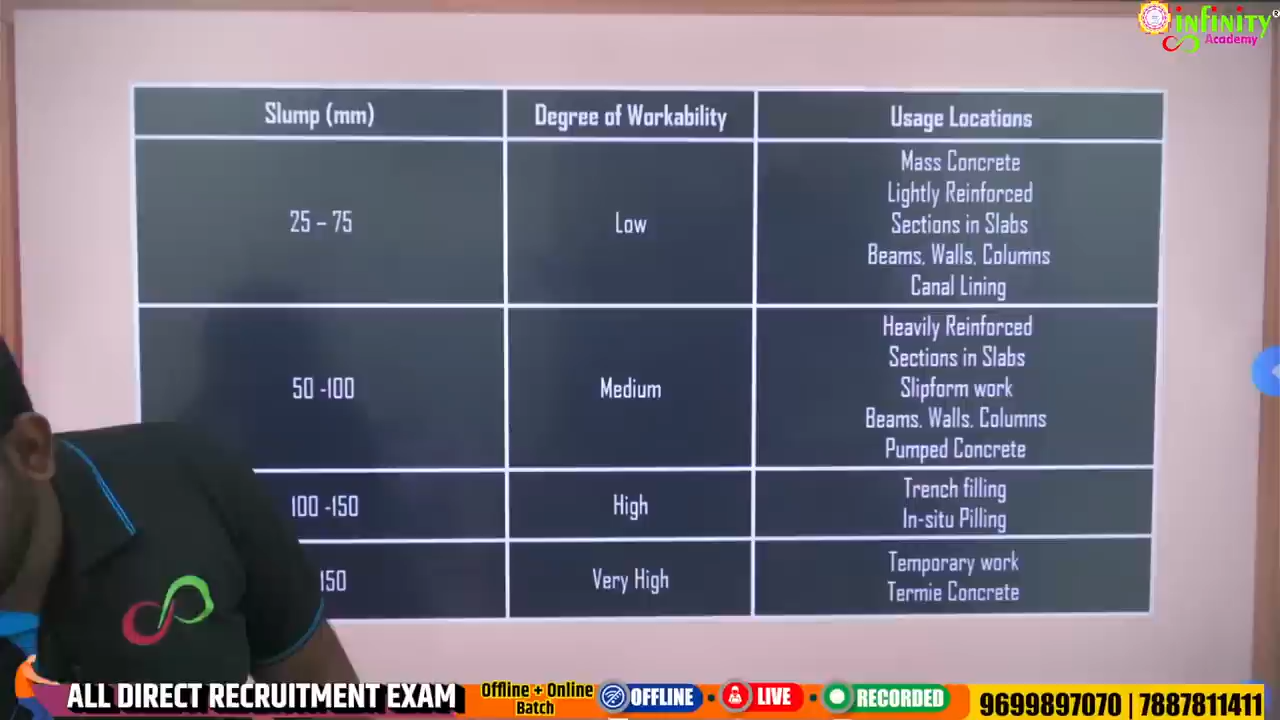 infinity
Academy
Slump (mm)
Degree of Workability
Usage Locations
25 – 75
Low
Mass Concrete
Lightly Reinforced
Sections in Slabs
Beams, Walls, Columns
Canal Lining
50 -100
Medium
Heavily Reinforced
Sections in Slabs
Slipform work
Beams. Walls. Columns
Pumped Concrete
100 -150
High
Trench filling
In-situ Pilling
150
Very High
Temporary work
Termie Concrete
ALL DIRECT RECRUITMENT EXAM
Offline + Online
Batch
OFFLINE
LIVE
RECORDED
9699897070 | 7887811411